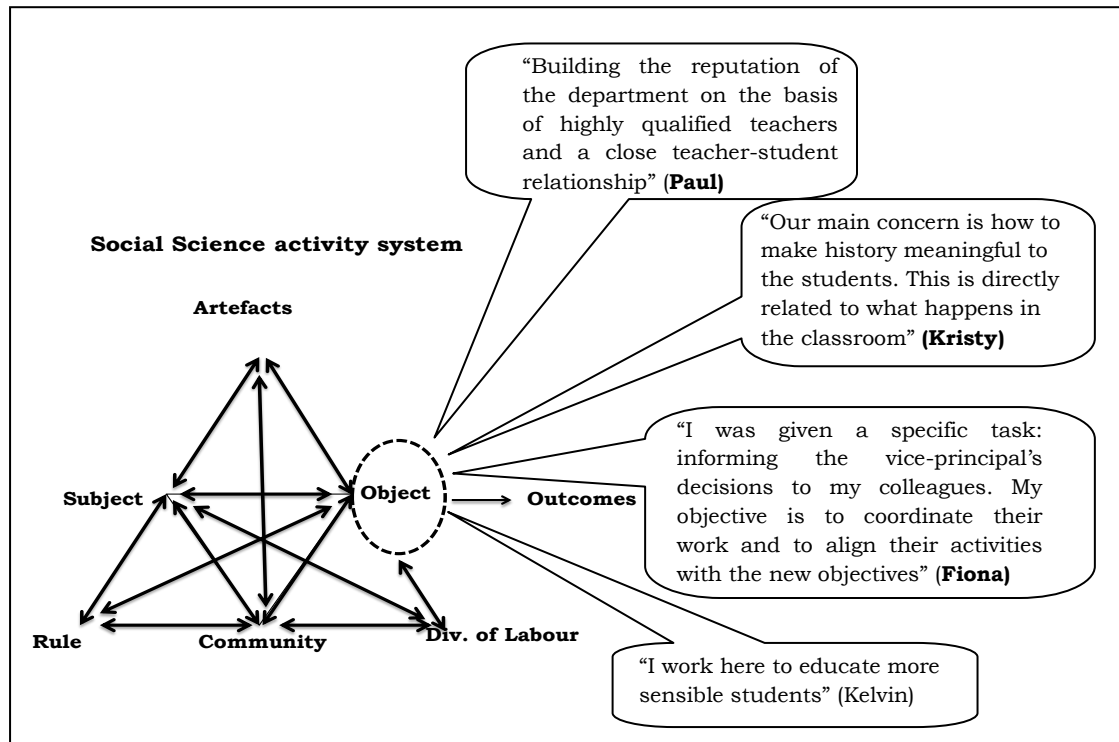 “Building the reputation of
the department on the basis
of highly qualified teachers
and a close teacher-student
relationship” (Paul)
“Our main concern is how to
make history meaningful to
the students. This is directly
related to what happens in
the classroom” (Kristy)
Social Science activity system
Artefacts
“I was given a specific task:
informing the vice-principal’s
decisions to my colleagues. My
objective is to coordinate their
work and to align their activities
with the new objectives” (Fiona)
Subject
Object
Outcomes
Rule
Community
Div. of Labour
“I work here to educate more
sensible students” (Kelvin)